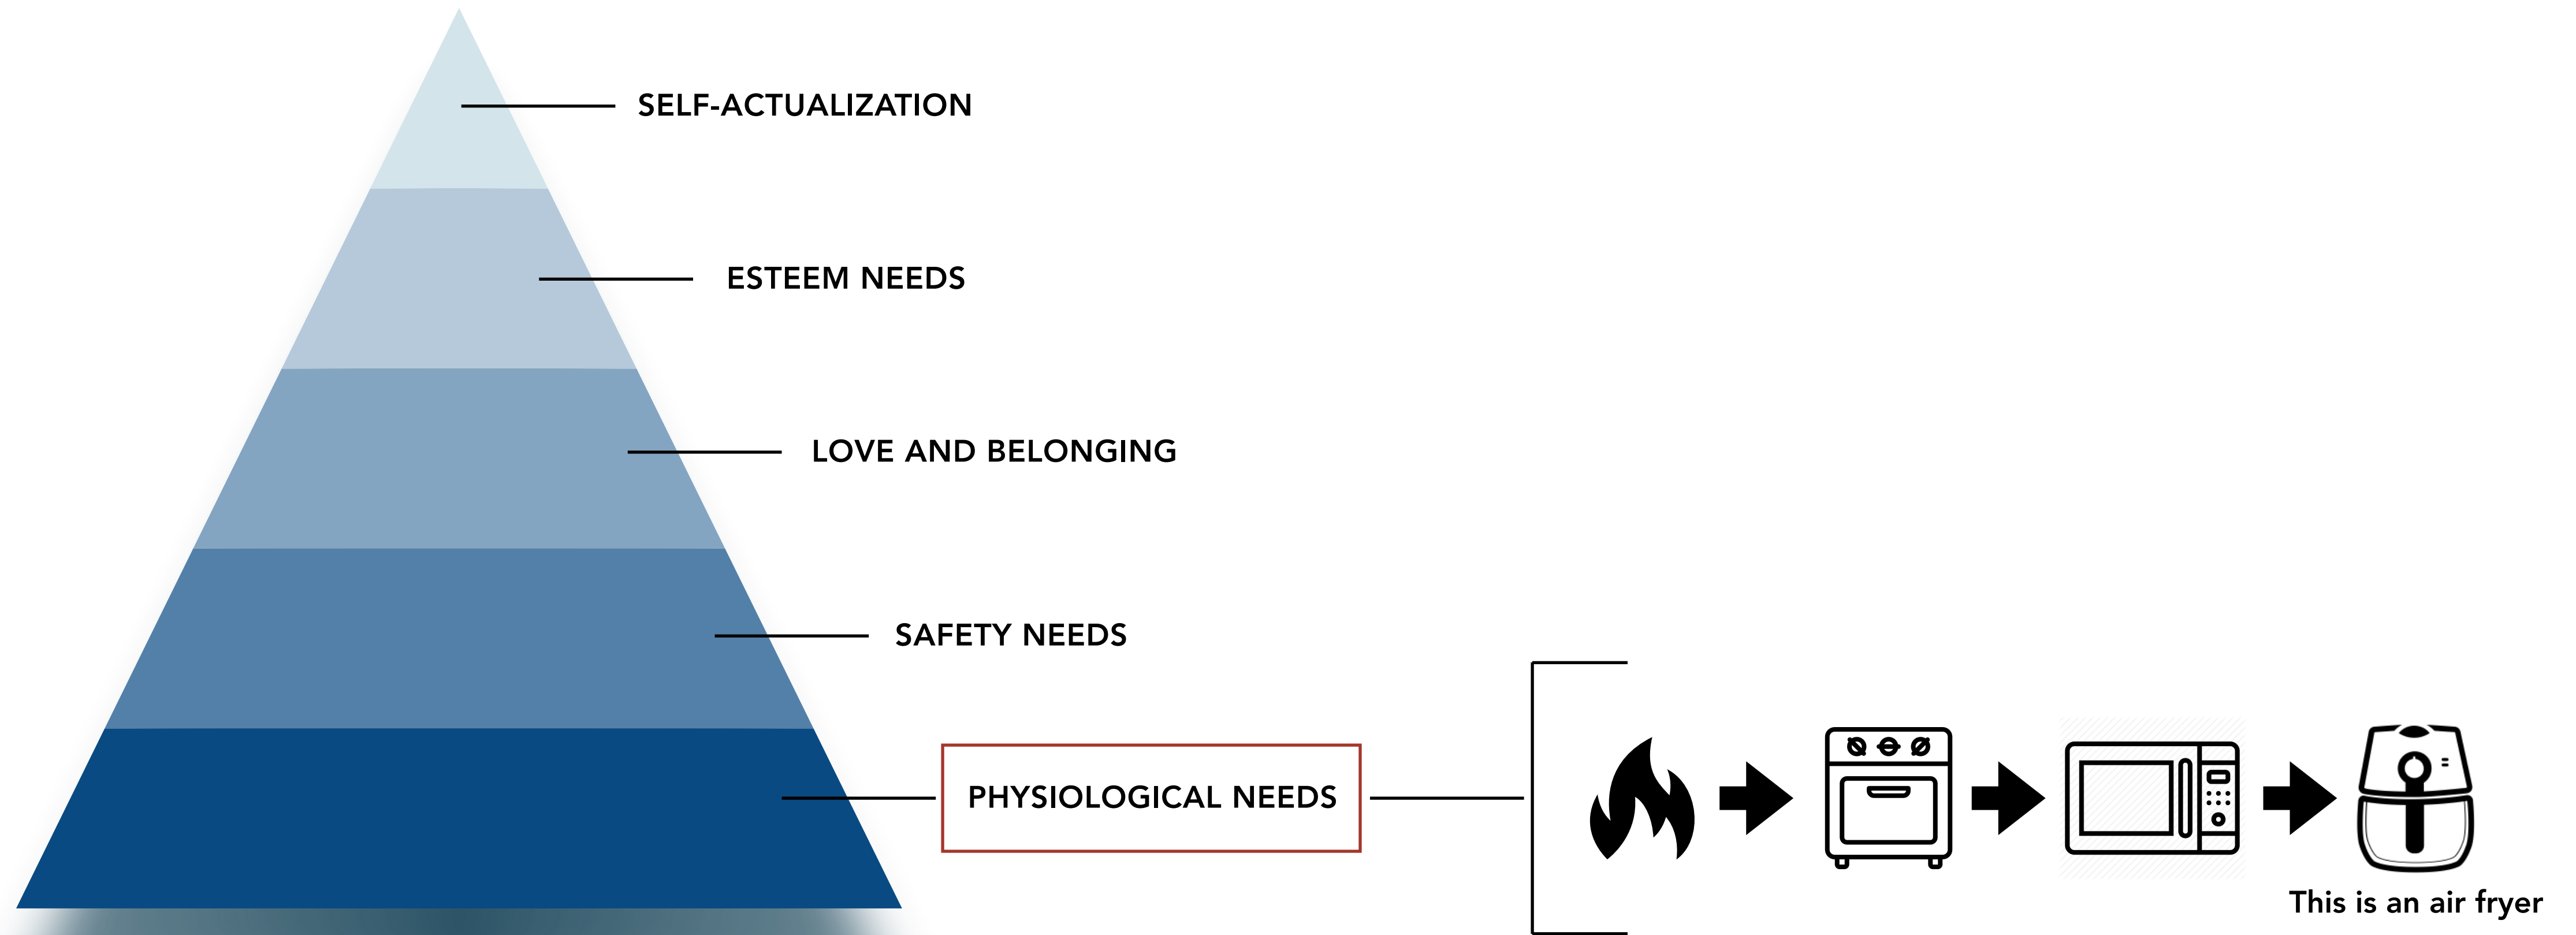 SELF-ACTUALIZATION
ESTEEM NEEDS
LOVE AND BELONGING
SAFETY NEEDS
PHYSIOLOGICAL NEEDS
This is an air fryer